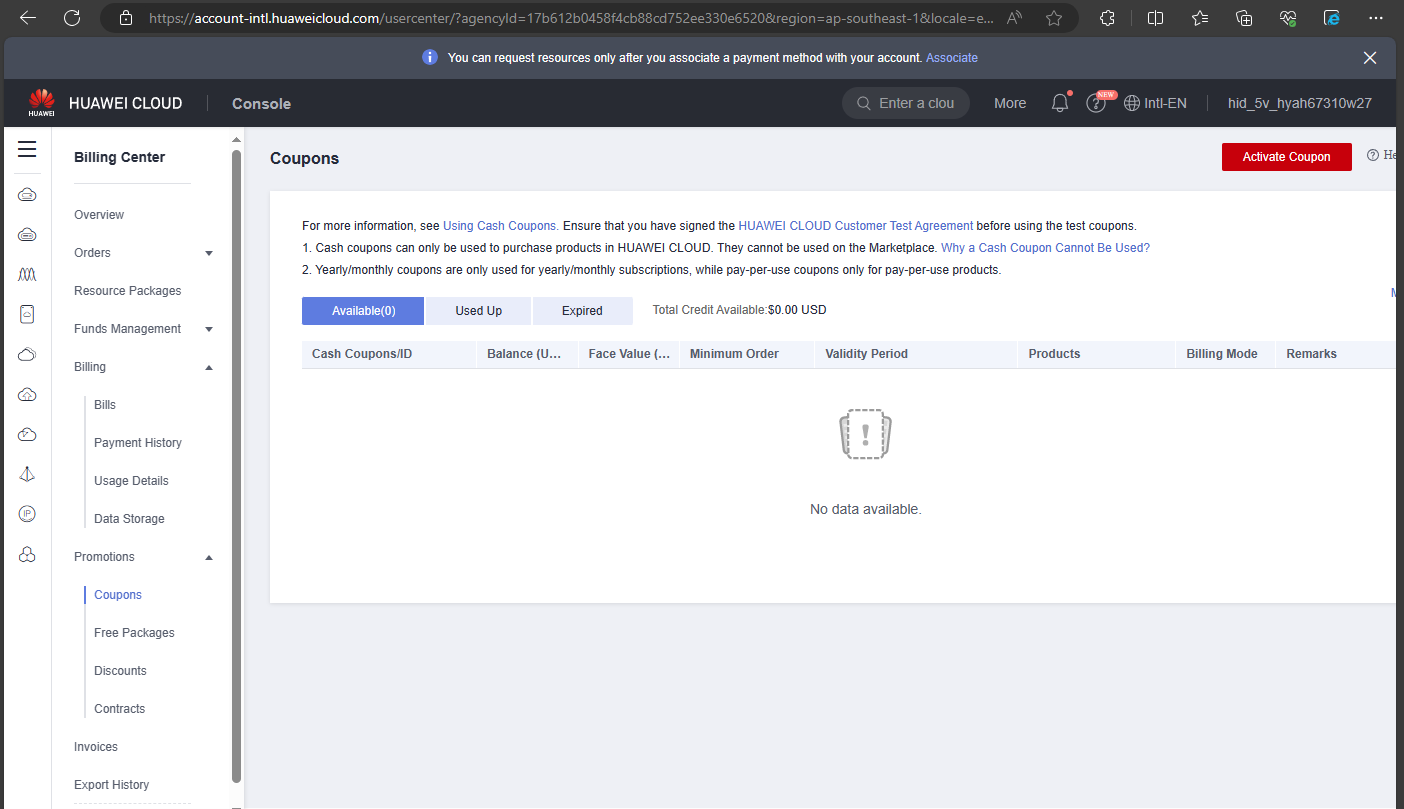 https://account-intl.huaweicloud.com/usercenter/?agencyId=17b612b0458f4cb88cd752ee330e6520&region=ap-southeast-1&locale=e...
You can request resources only after you associate a payment method with your account. Associate
HUAWEI
HUAWEI CLOUD
Console
Enter a clou
More
NEW
Intl-EN
hid_5v_hyah67310w27
Billing Center
Overview
Orders
Resource Packages
Funds Management
Billing
Bills
Payment History
Usage Details
Data Storage
Promotions
Coupons
Free Packages
Discounts
Contracts
Invoices
Export History
IP
Coupons
Activate Coupon
He
For more information, see Using Cash Coupons. Ensure that you have signed the HUAWEI CLOUD Customer Test Agreement before using the test coupons.
1. Cash coupons can only be used to purchase products in HUAWEI CLOUD. They cannot be used on the Marketplace. Why a Cash Coupon Cannot Be Used?
2. Yearly/monthly coupons are only used for yearly/monthly subscriptions, while pay-per-use coupons only for pay-per-use products.
Available(0) Used Up Expired Total Credit Available:$0.00 USD
Cash Coupons/ID Balance (U... Face Value (... Minimum Order Validity Period Products Billing Mode Remarks
No data available.